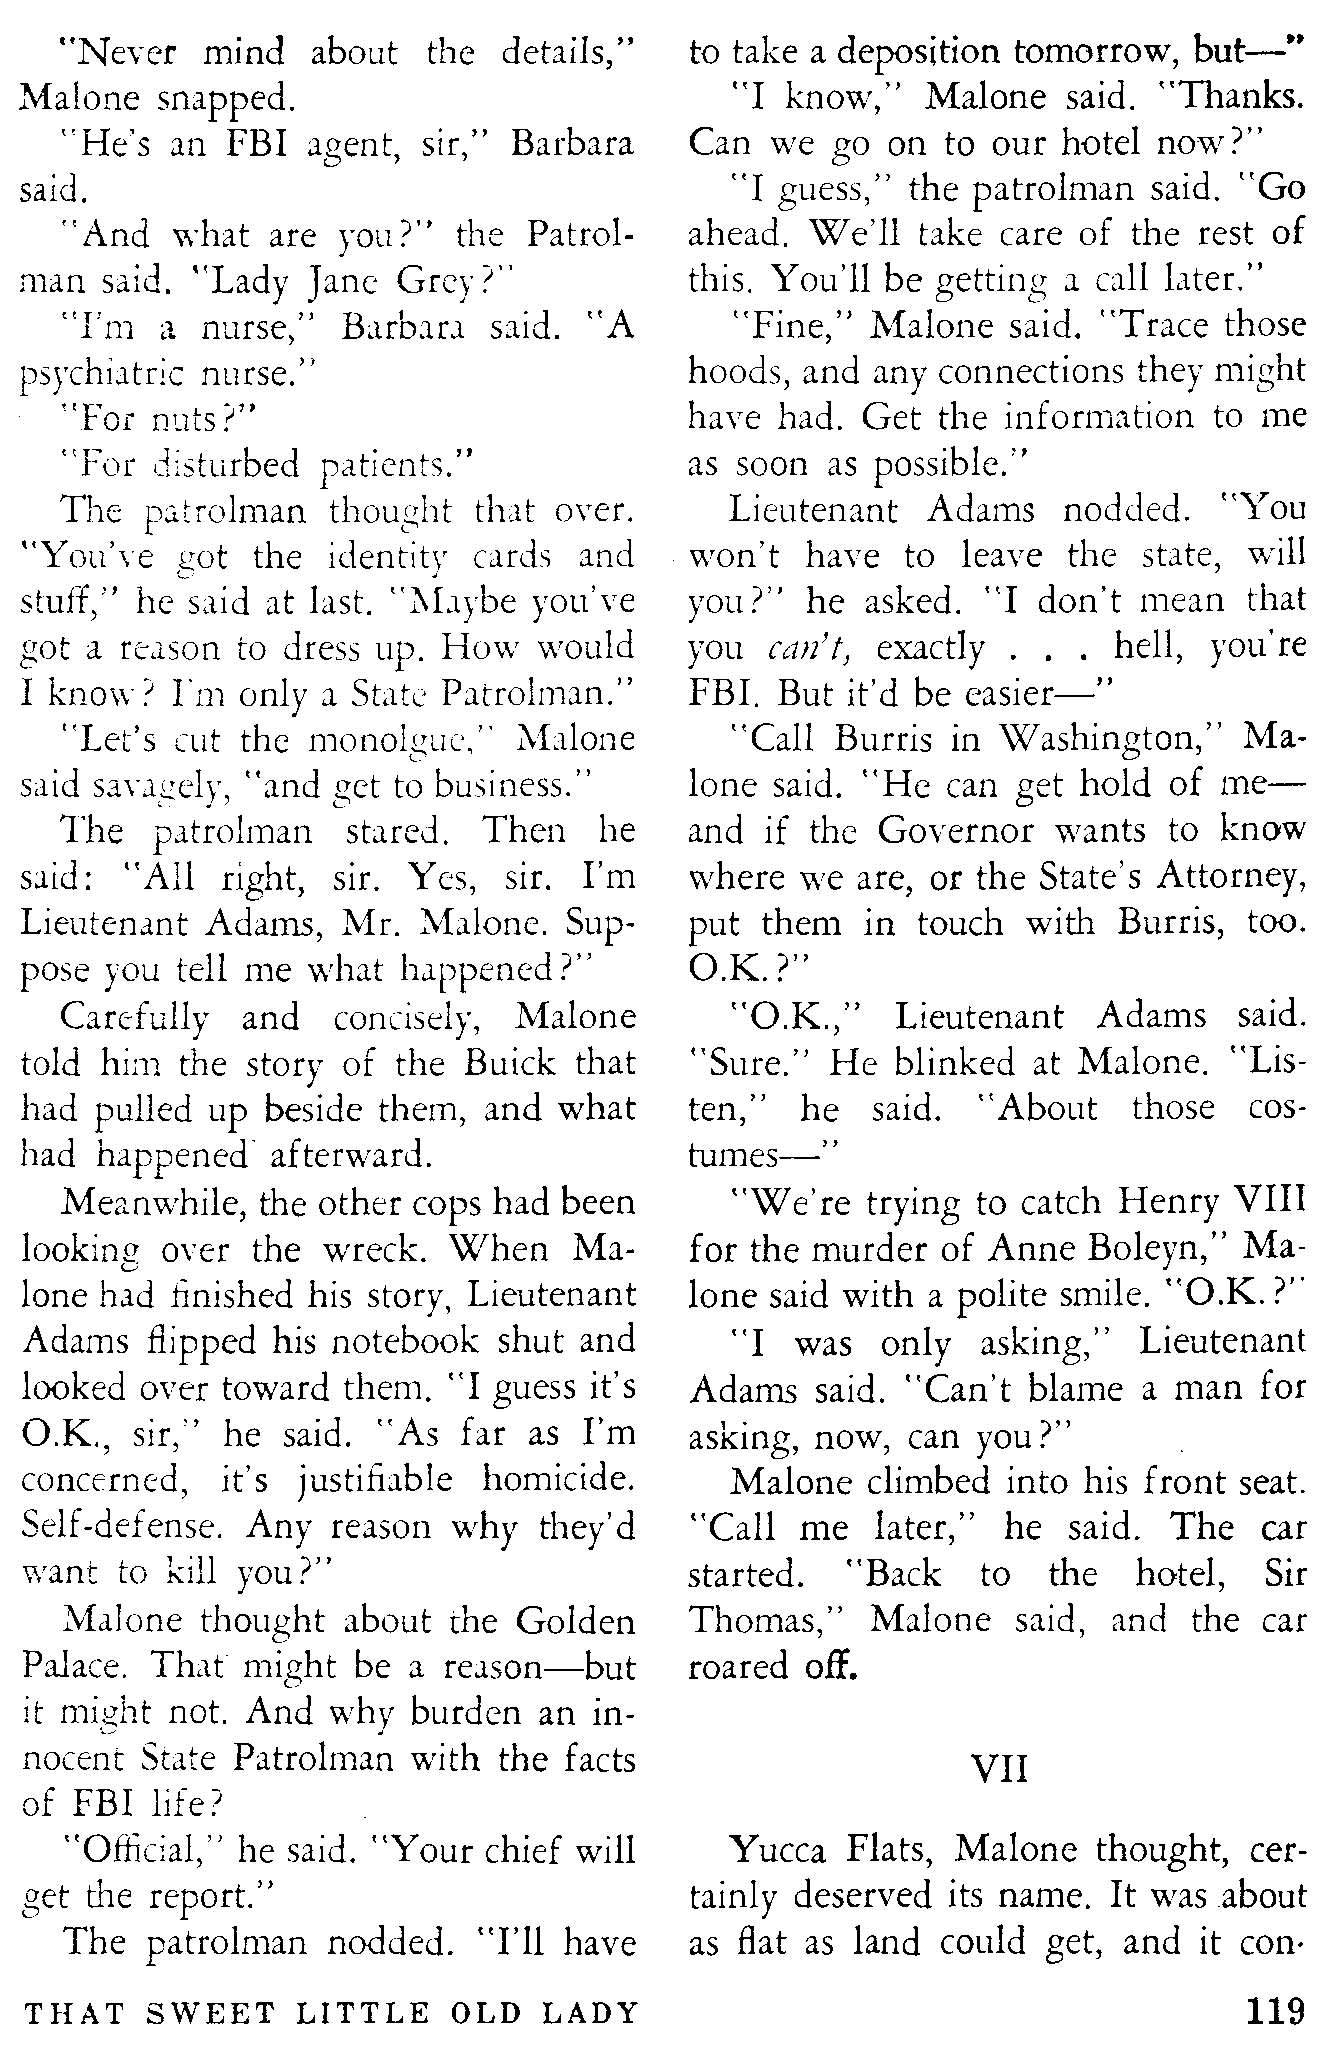 "Never mind about the details,"
Malone snapped.
"He's an FBI agent, sir," Barbara
said.
"And what are you?" the Patrol-
man said. "Lady Jane Grey?"
"I'm a nurse," Barbara said. "A
psychiatric nurse."
"For nuts?"
"For disturbed patients."
The patrolman thought that over.
"You've got the identity cards and
stuff," he said at last. "Maybe you've
got a reason to dress up. How would
I know? I'm only a State Patrolman."
"Let's cut the monolgue," Malone
said savagely, "and get to business."
The patrolman stared. Then he
said: "All right, sir. Yes, sir. I'm
Lieutenant Adams, Mr. Malone. Sup-
pose you tell me what happened?"
Carefully and concisely, Malone
told him the story of the Buick that
had pulled up beside them, and what
had happened afterward.
Meanwhile, the other cops had been
looking over the wreck. When Ma-
lone had finished his story, Lieutenant
Adams flipped his notebook shut and
looked over toward them. "I guess it's
O.K., sir," he said. "As far as I'm
concerned, it's justifiable homicide.
Self-defense. Any reason why they'd
want to kill you?"
Malone thought about the Golden
Palace. That might be a reason—but
it might not. And why burden an in-
nocent State Patrolman with the facts
of FBI life?
"Official," he said. "Your chief will
get the report."
The patrolman nodded. "I'll have
to take a deposition tomorrow, but—"
"I know," Malone said. "Thanks.
Can we go on to our hotel now?"
"I guess," the patrolman said. "Go
ahead. We'll take care of the rest of
this. You'll be getting a call later."
"Fine," Malone said. "Trace those
hoods, and any connections they might
have had. Get the information to me
as soon as possible."
Lieutenant Adams nodded. "You
won't have to leave the state, will
you?" he asked. "I don't mean that
you can't, exactly . . . hell, you're
FBI. But it'd be easier—"
"Call Burris in Washington," Ma-
lone said. "He can get hold of me—
and if the Governor wants to know
where we are, or the State's Attorney,
put them in touch with Burris, too.
O.K.?"
"O.K.," Lieutenant Adams said.
"Sure." He blinked at Malone. "Lis-
ten," he said. "About those cos-
tumes—"
"We're trying to catch Henry VIII
for the murder of Anne Boleyn," Ma-
lone said with a polite smile. "O.K.?"
"I was only asking," Lieutenant
Adams said. "Can't blame a man for
asking, now, can you?"
Malone climbed into his front seat.
"Call me later," he said. The car
started. "Back to the hotel, Sir
Thomas," Malone said, and the car
roared off.
VII
Yucca Flats, Malone thought, cer-
tainly deserved its name. It was about
as flat as land could get, and it con-
THAT SWEET LITTLE OLD LADY
119